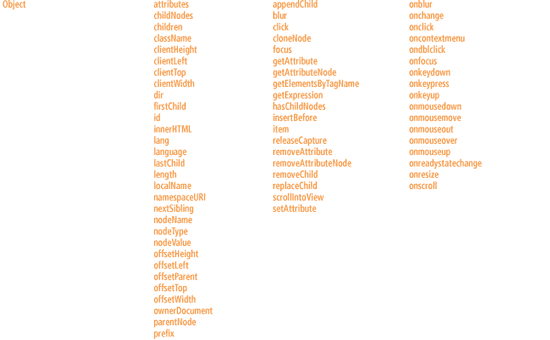 Object
attributes
childNodes
children
className
clientHeight
clientLeft
clientTop
clientWidth
dir
firstChild
id
innerHTML
lang
language
lastChild
length
localName
namespaceURI
nextSibling
nodeName
nodeType
nodeValue
offsetHeight
offsetLeft
offsetParent
offsetTop
offsetWidth
ownerDocument
parentNode
prefix
appendChild
blur
click
cloneNode
focus
getAttribute
getAttributeNode
getElementsByTagName
getExpression
hasChildNodes
insertBefore
item
releaseCapture
removeAttribute
removeAttributeNode
removeChild
replaceChild
scrollIntoView
setAttribute
onblur
onchange
onclick
oncontextmenu
ondblclick
onfocus
onkeydown
onkeypress
onkeyup
onmousedown
onmousemove
onmouseout
onmouseover
onmouseup
onreadystatechange
onresize
onscroll